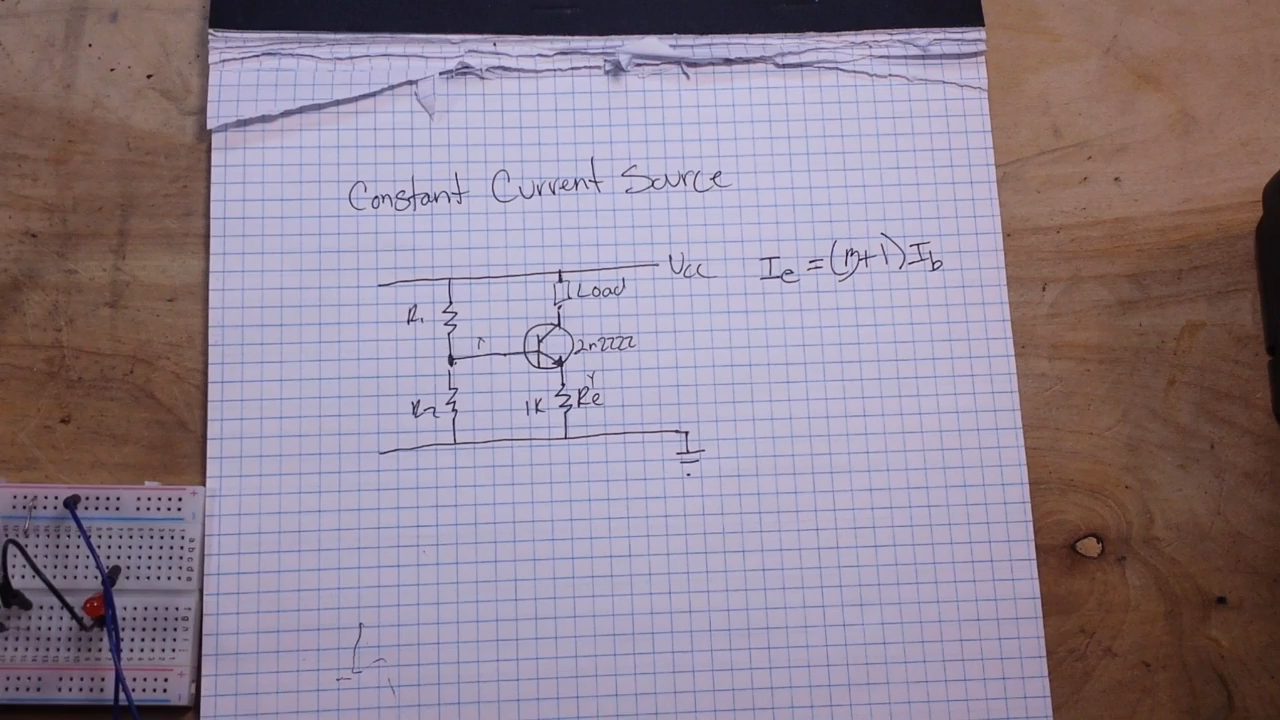 Constant Current Source
Vcc
Ie = (β+1)Ib
Load
R1
2n2222
R2
1K
Re